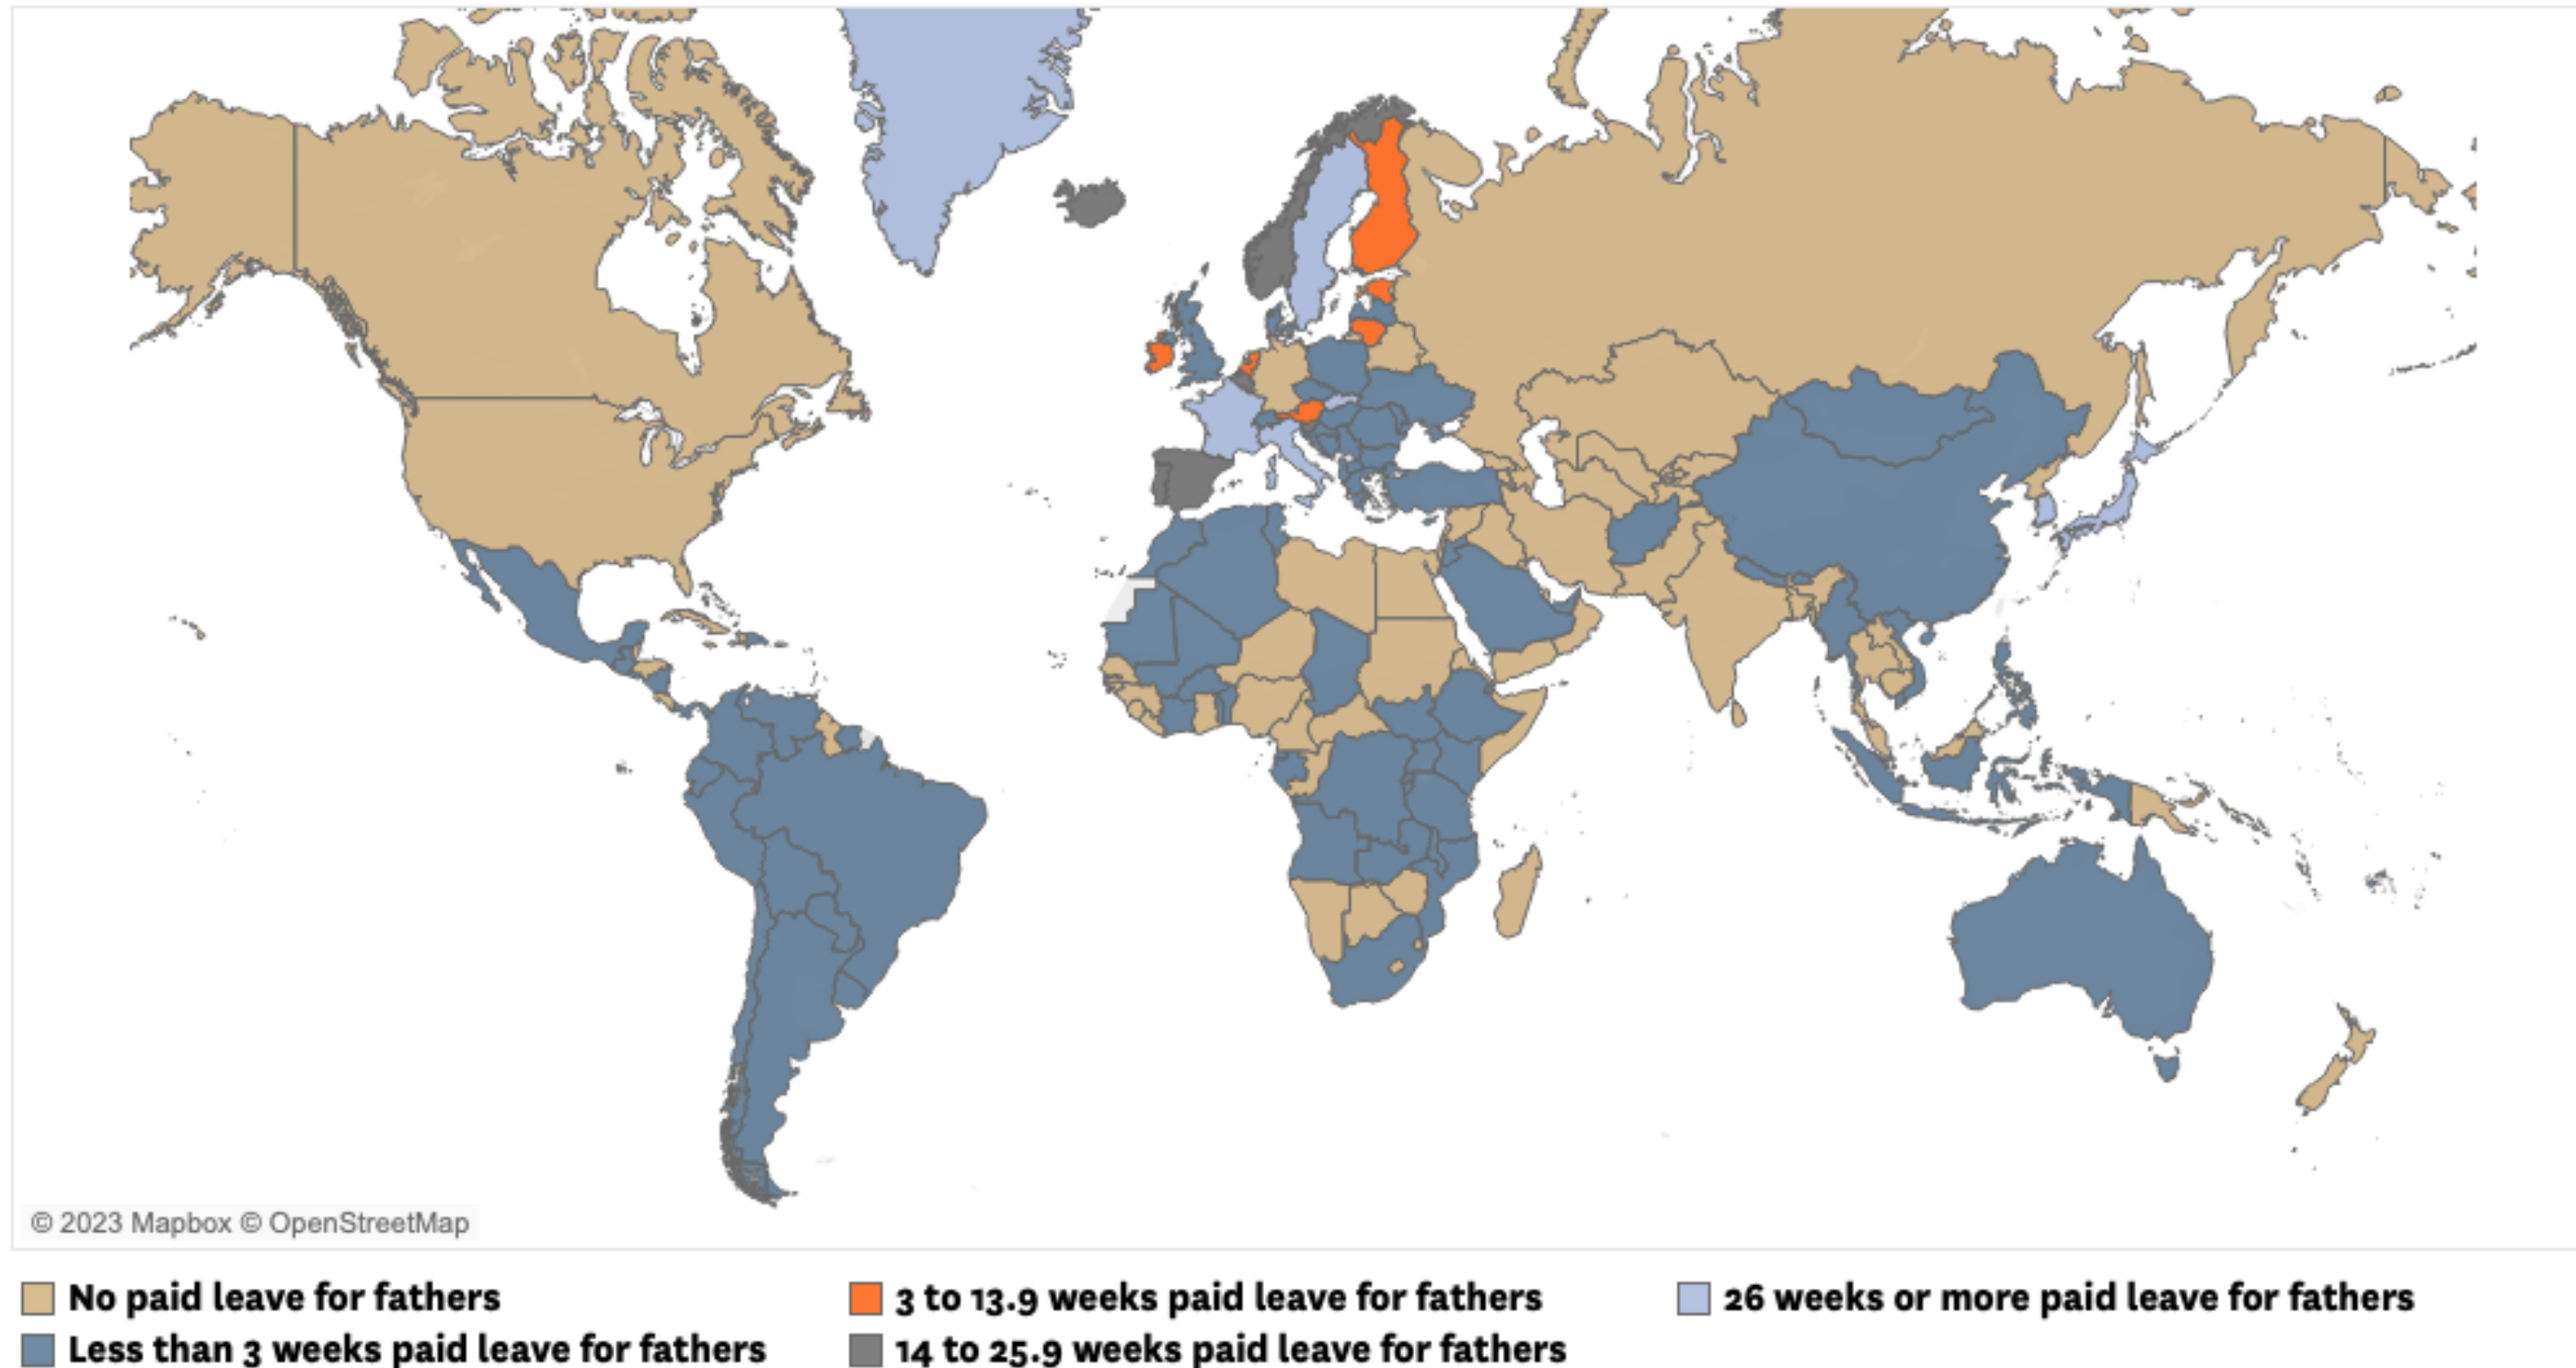 © 2023 Mapbox © OpenStreetMap
No paid leave for fathers
Less than 3 weeks paid leave for fathers
3 to 13.9 weeks paid leave for fathers
14 to 25.9 weeks paid leave for fathers
26 weeks or more paid leave for fathers